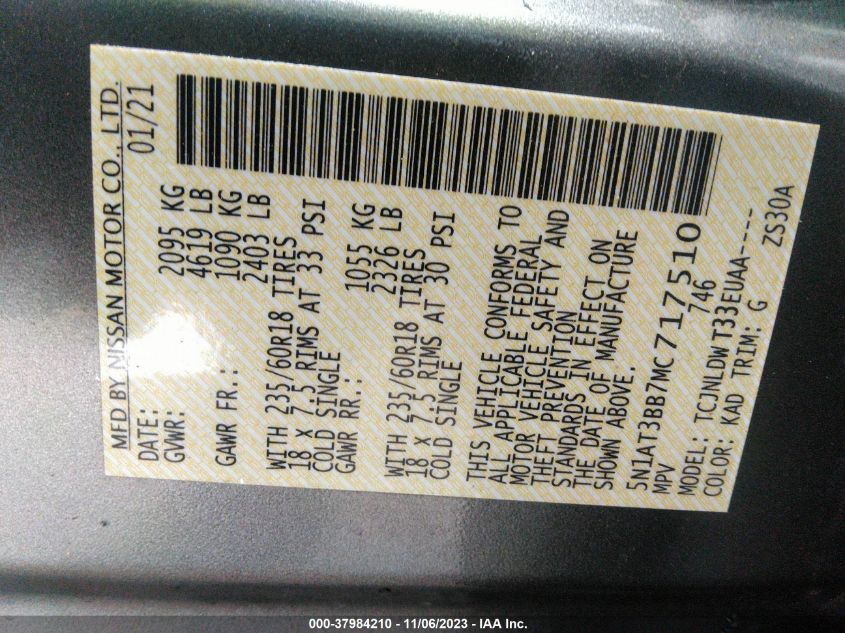 MFD BY NISSAN MOTOR CO., LTD.
DATE: 01/21
GVWR: 2095 KG
4619 LB
GAWR FR.: 1090 KG
2403 LB
WITH 235/60R18 TIRES
18 X 7.5 RIMS AT 33 PSI
COLD SINGLE
GAWR RR.: 1055 KG
2326 LB
WITH 235/60R18 TIRES
18 X 7.5 RIMS AT 30 PSI
COLD SINGLE
THIS VEHICLE CONFORMS TO
ALL APPLICABLE FEDERAL
MOTOR VEHICLE SAFETY AND
THEFT PREVENTION
STANDARDS IN EFFECT ON
THE DATE OF MANUFACTURE
SHOWN ABOVE.
5N1AT3BB7MC717510
MPV 746
MODEL: TCJNLDW T33EUAA----
COLOR: KAD TRIM: G ZS30A
000-37984210 - 11/06/2023 - IAA Inc.